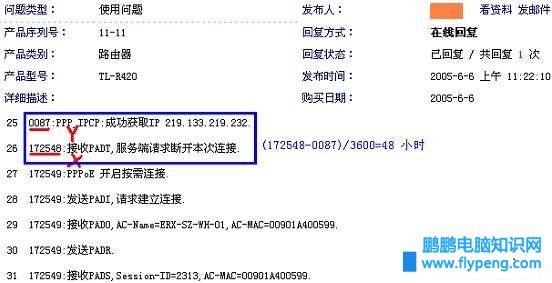 问题类型： 使用问题 发布人： 看资料 发邮件
产品序列号： 11-11 回复方式： 在线回复
产品类别： 路由器 回复状态： 已回复 / 共回复 1 次
产品型号： TL-R420 发布时间： 2005-6-6 上午 11:22:10
详细描述： 购买日期： 2005-6-6
25 0087:PPP IPCP:成功获取IP 219.133.219.232.
Y
26 172548:接收PADT,服务端请求断开本次连接. (172548-0087)/3600=48 小时
X
27 172549:PPPoE 开启按需连接.
28 172549:发送PADI,请求建立连接.
29 172549:接收PADO,AC-Name=ERX-SZ-WH-01,AC-MAC=00901A400599.
30 172549:发送PADR.
31 172549:接收PADS,Session-ID=2313,AC-MAC=00901A400599.
鹏鹏电脑知识网
www.flypeng.com